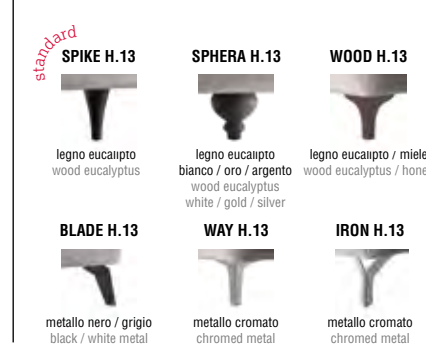 standard
SPIKE H.13
legno eucalipto
wood eucalyptus
SPHERA H.13
legno eucalipto
bianco / oro / argento
wood eucalyptus
white / gold / silver
WOOD H.13
legno eucalipto / miele
wood eucalyptus / hone
BLADE H.13
metallo nero / grigio
black / white metal
WAY H.13
metallo cromato
chromed metal
IRON H.13
metallo cromato
chromed metal